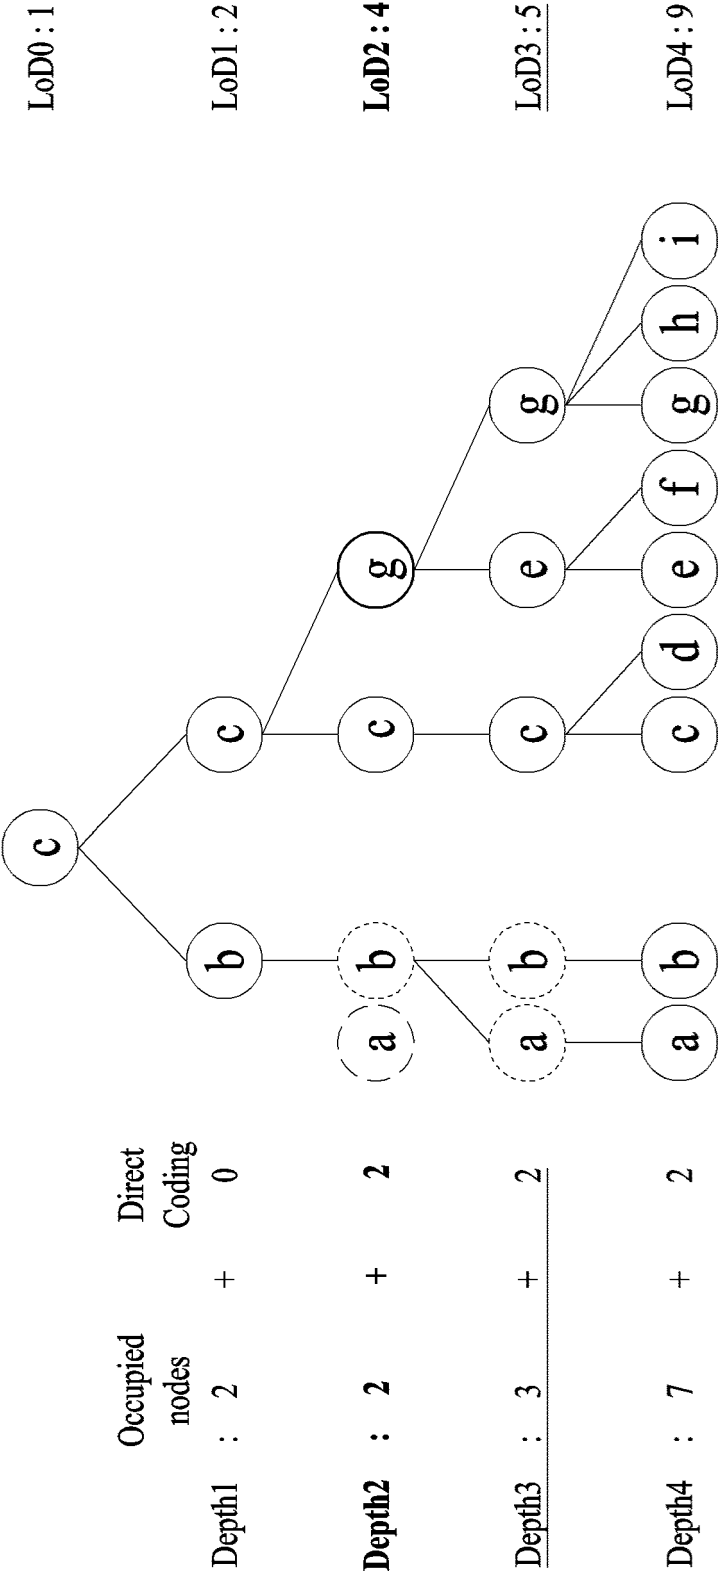 c LoD0 : 1
Occupied Direct
nodes Coding
Depth1 : 2 + 0 b c LoD1 : 2
Depth2 : 2 + 2 a b c g LoD2 : 4
Depth3 : 3 + 2 a b c e g LoD3 : 5
Depth4 : 7 + 2 a b c d e f g h i LoD4 : 9